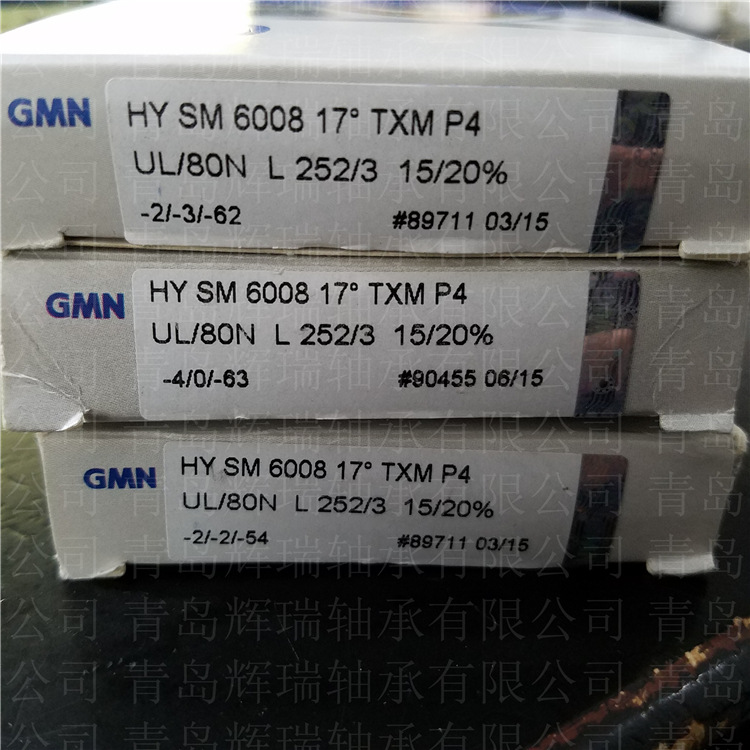 GMN
HY SM 6008 17° TXM P4
UL/80N L 252/3 15/20%
-2/-3/-62 #89711 03/15
GMN
HY SM 6008 17° TXM P4
UL/80N L 252/3 15/20%
-4/0/-63 #90455 06/15
GMN
HY SM 6008 17° TXM P4
UL/80N L 252/3 15/20%
-2/-2/-54 #89711 03/15
青岛辉瑞轴承有限公司